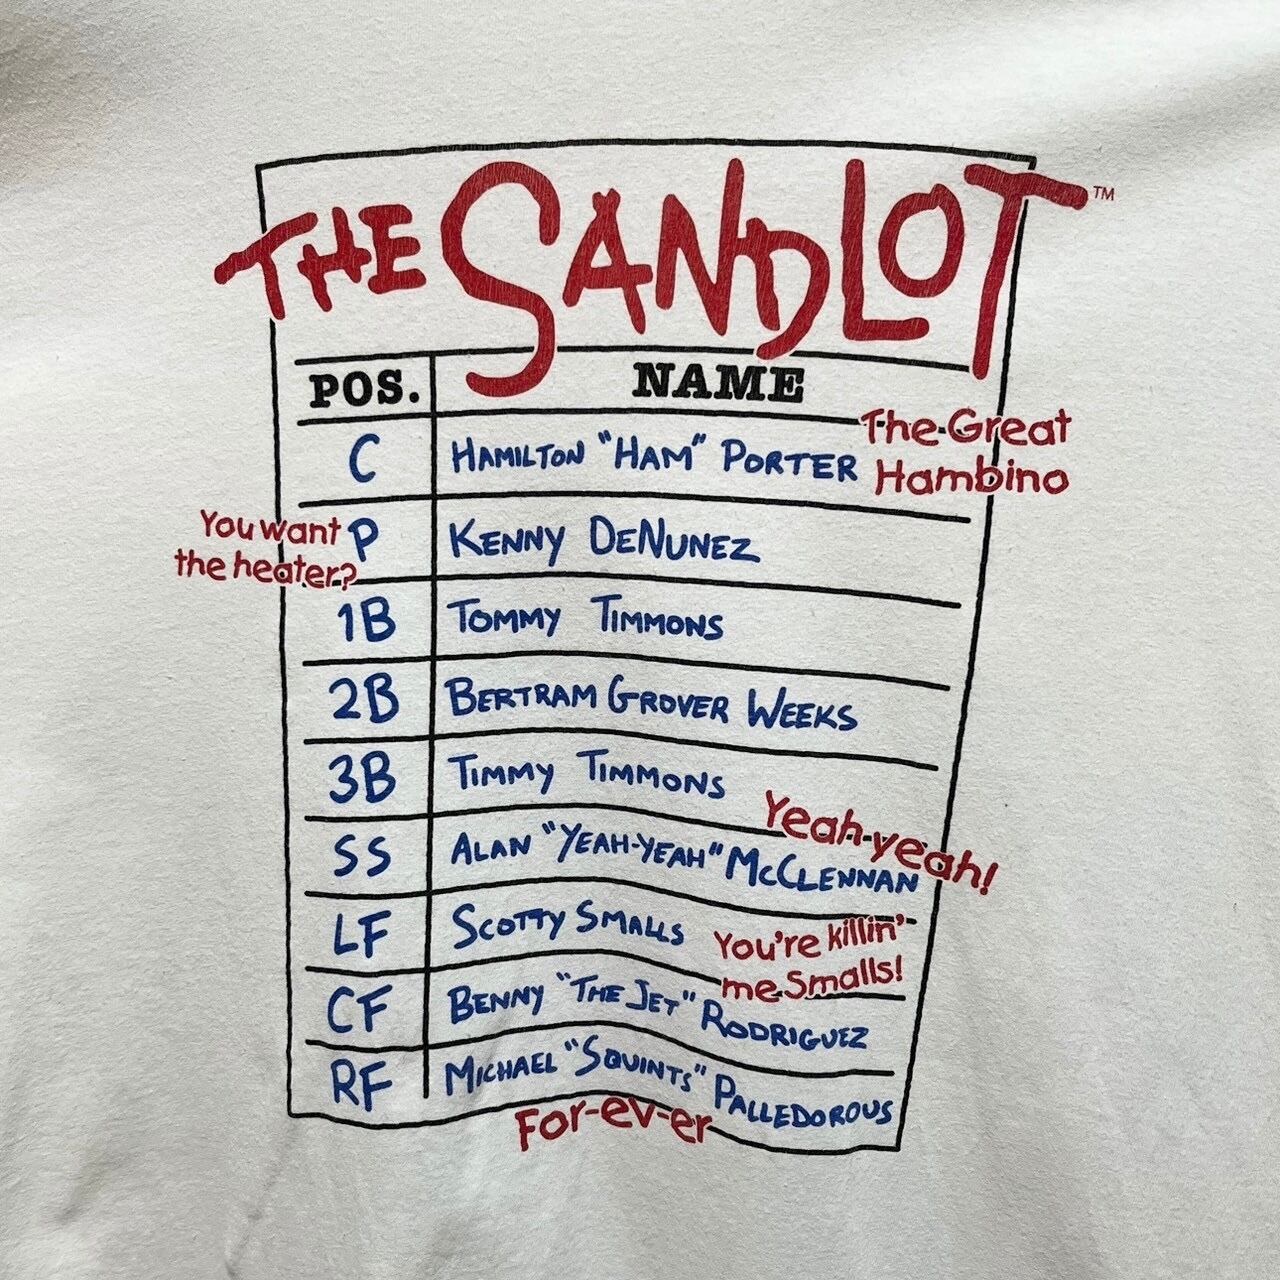 THE SANDLOT™
POS. NAME
C HAMILTON "HAM" PORTER
The Great
Hambino
You want
the heater?
P KENNY DENUNEZ
1B TOMMY TIMMONS
2B BERTRAM GROVER WEEKS
3B TIMMY TIMMONS
Yeah-yeah!
SS ALAN "YEAH-YEAH" McCLENNAN
LF SCOTTY SMALLS
You're killin'
me Smalls!
CF BENNY "THE JET" RODRIGUEZ
RF MICHAEL "SQUINTS" PALLEDOROUS
For-ev-er